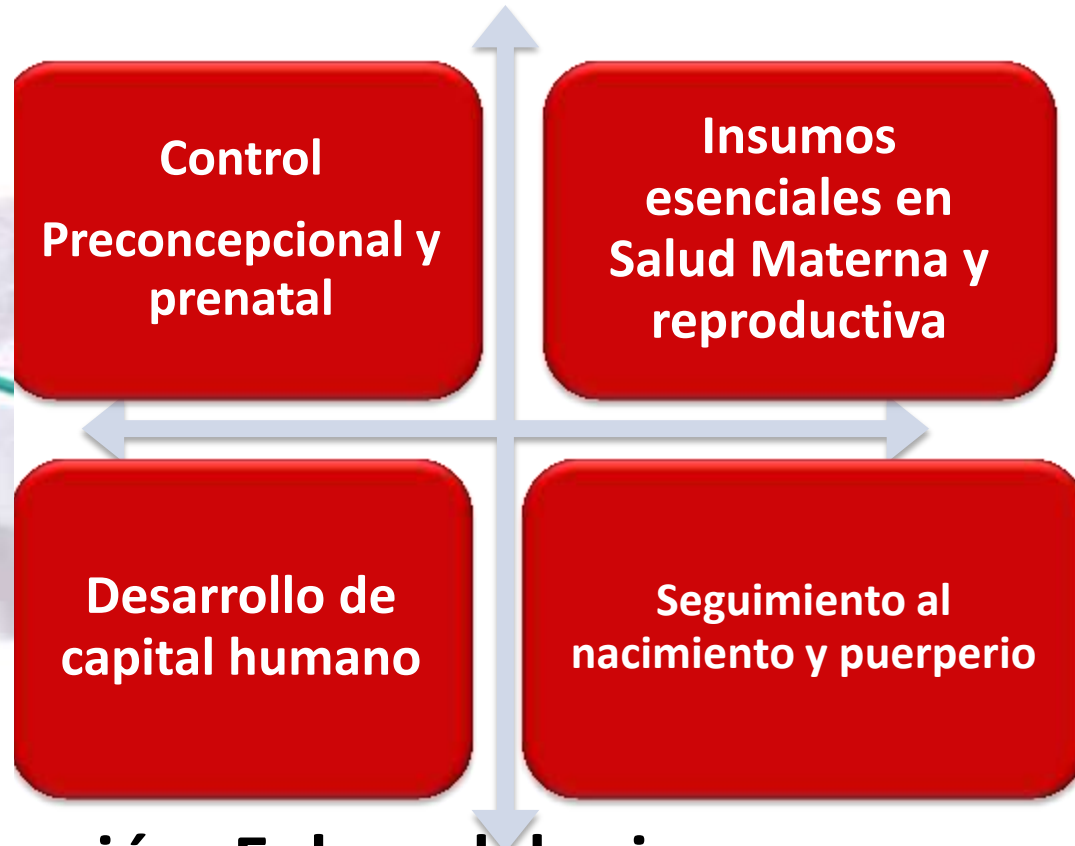 Control
Preconcepcional y
prenatal
Insumos
esenciales en
Salud Materna y
reproductiva
Desarrollo de
capital humano
Seguimiento al
nacimiento y puerperio